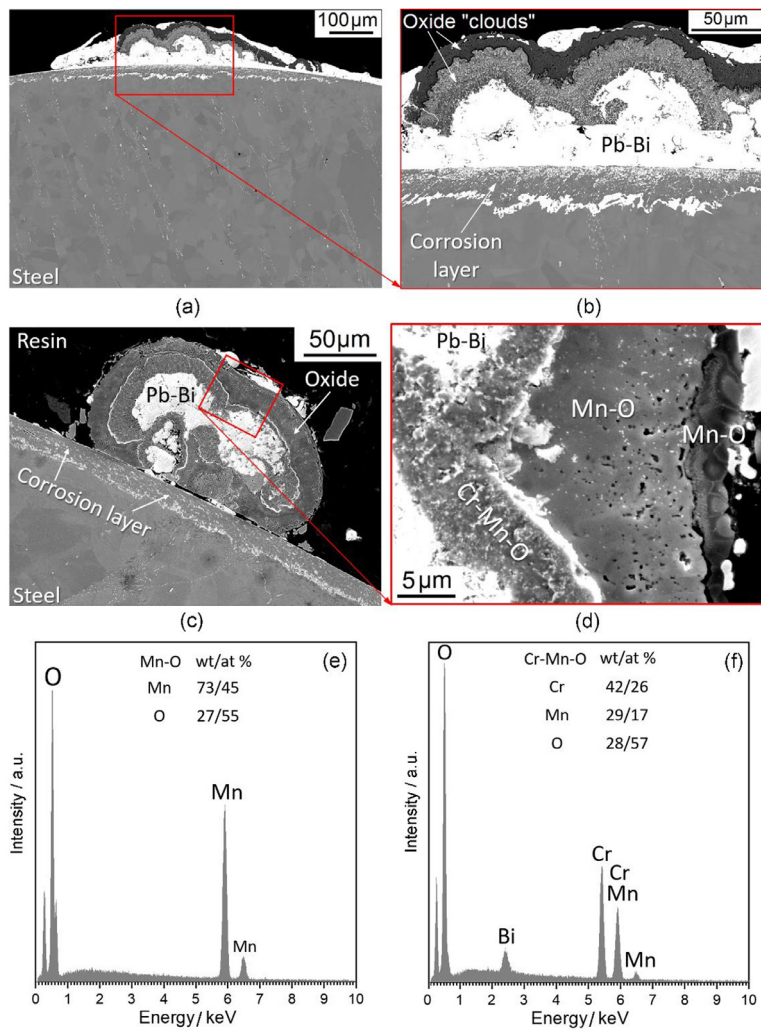 100µm
Steel
(a)
50µm
Oxide "clouds"
Pb-Bi
Corrosion
layer
(b)
Resin
50µm
Oxide
Pb-Bi
Corrosion layer
Steel
(c)
Pb-Bi
Mn-O
Mn-O
Cr-Mn-O
5µm
(d)
(e)
Mn-O wt/at %
Mn 73/45
O 27/55
O
Mn
Mn
Intensity / a.u.
0 1 2 3 4 5 6 7 8 9 10
Energy/ keV
(f)
Cr-Mn-O wt/at %
Cr 42/26
Mn 29/17
O 28/57
O
Bi
Cr
Cr
Mn
Mn
Intensity / a.u.
0 1 2 3 4 5 6 7 8 9 10
Energy/ keV